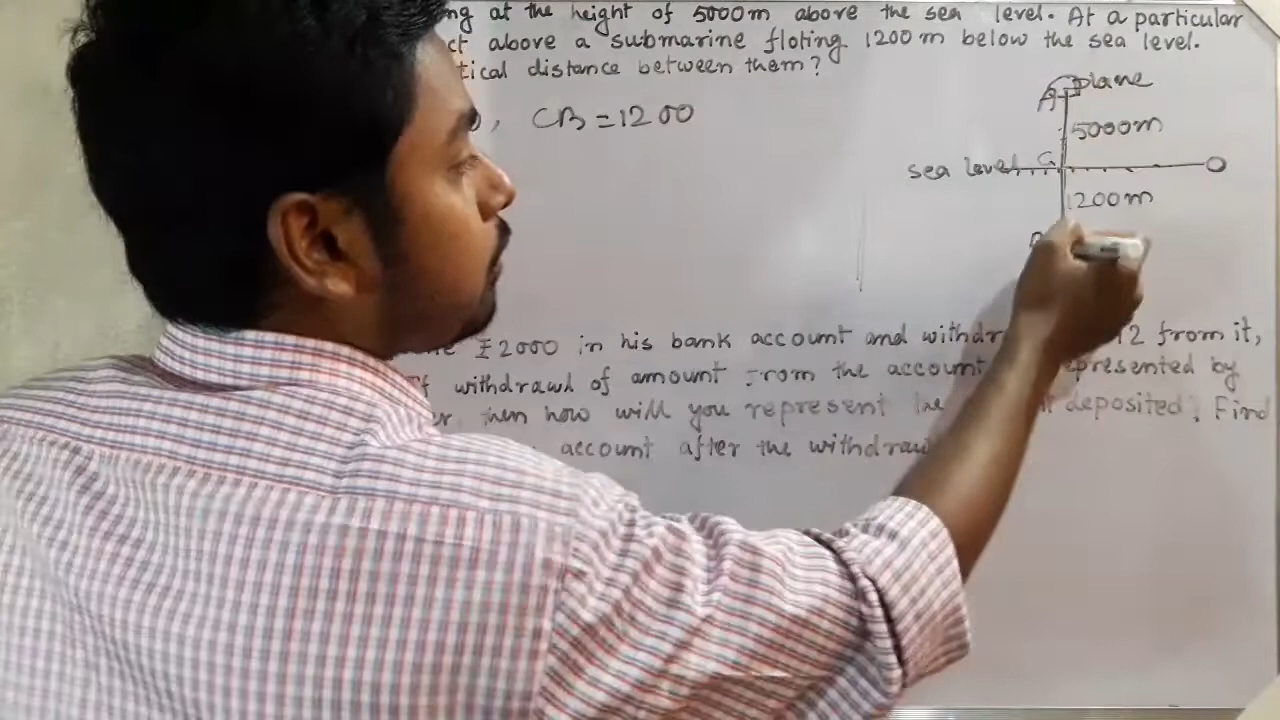 ng at the height of 5000m above the sea level. At a particular
ct above a submarine floting 1200m below the sea level.
tical distance between them?
, CB = 1200
plane
A
5000m
sea level C
1200m
₹2000 in his bank account and withdr 12 from it,
f withdrawl of amount from the account epresented by
er, then how will you represent deposited; Find
account after the withdraw